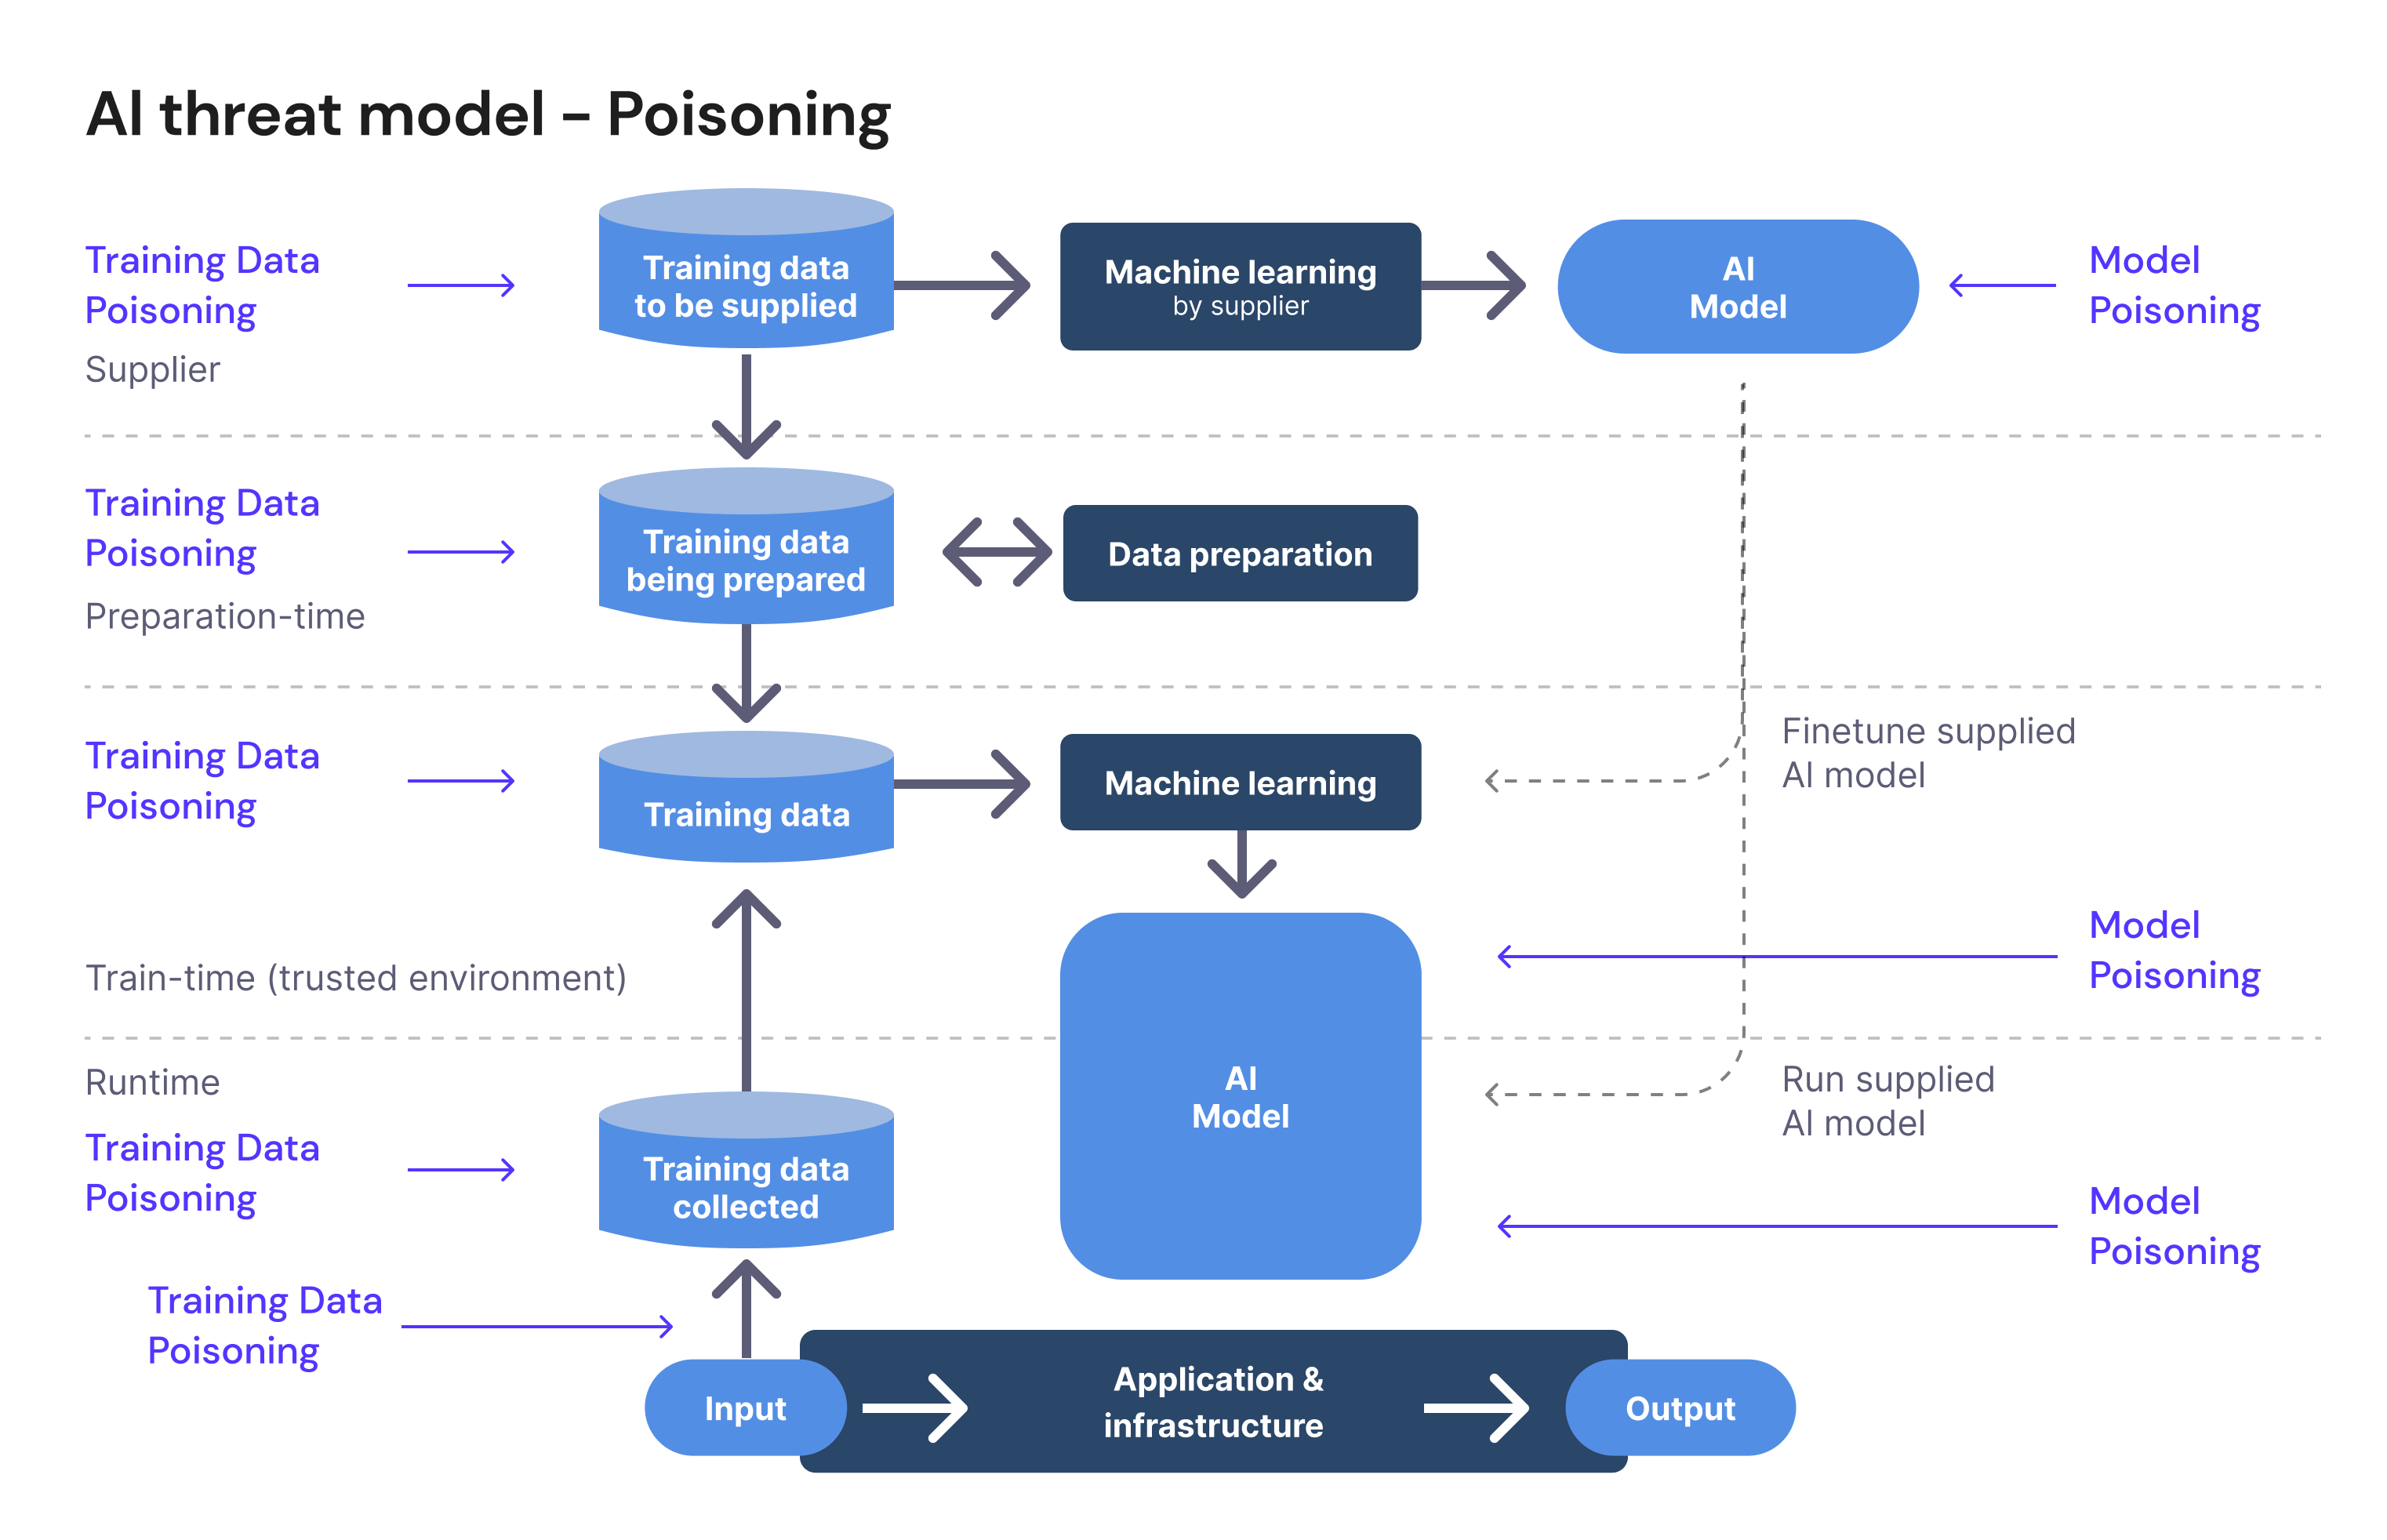 AI threat model - Poisoning
Training Data
Poisoning
Supplier
Training data
to be supplied
Machine learning
by supplier
AI
Model
Model
Poisoning
Training Data
Poisoning
Preparation-time
Training data
being prepared
Data preparation
Training Data
Poisoning
Training data
Machine learning
Finetune supplied
AI model
Train-time (trusted environment)
Model
Poisoning
Runtime
Training Data
Poisoning
Training data
collected
AI
Model
Run supplied
AI model
Model
Poisoning
Training Data
Poisoning
Input
Application &
infrastructure
Output